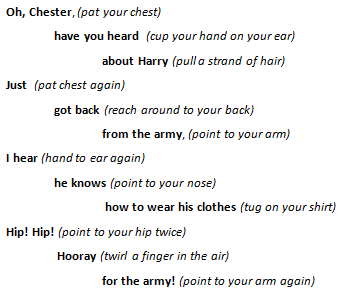 Oh, Chester, (pat your chest)
have you heard (cup your hand on your ear)
about Harry (pull a strand of hair)
Just (pat chest again)
got back (reach around to your back)
from the army, (point to your arm)
I hear (hand to ear again)
he knows (point to your nose)
how to wear his clothes (tug on your shirt)
Hip! Hip! (point to your hip twice)
Hooray (twirl a finger in the air)
for the army! (point to your arm again)